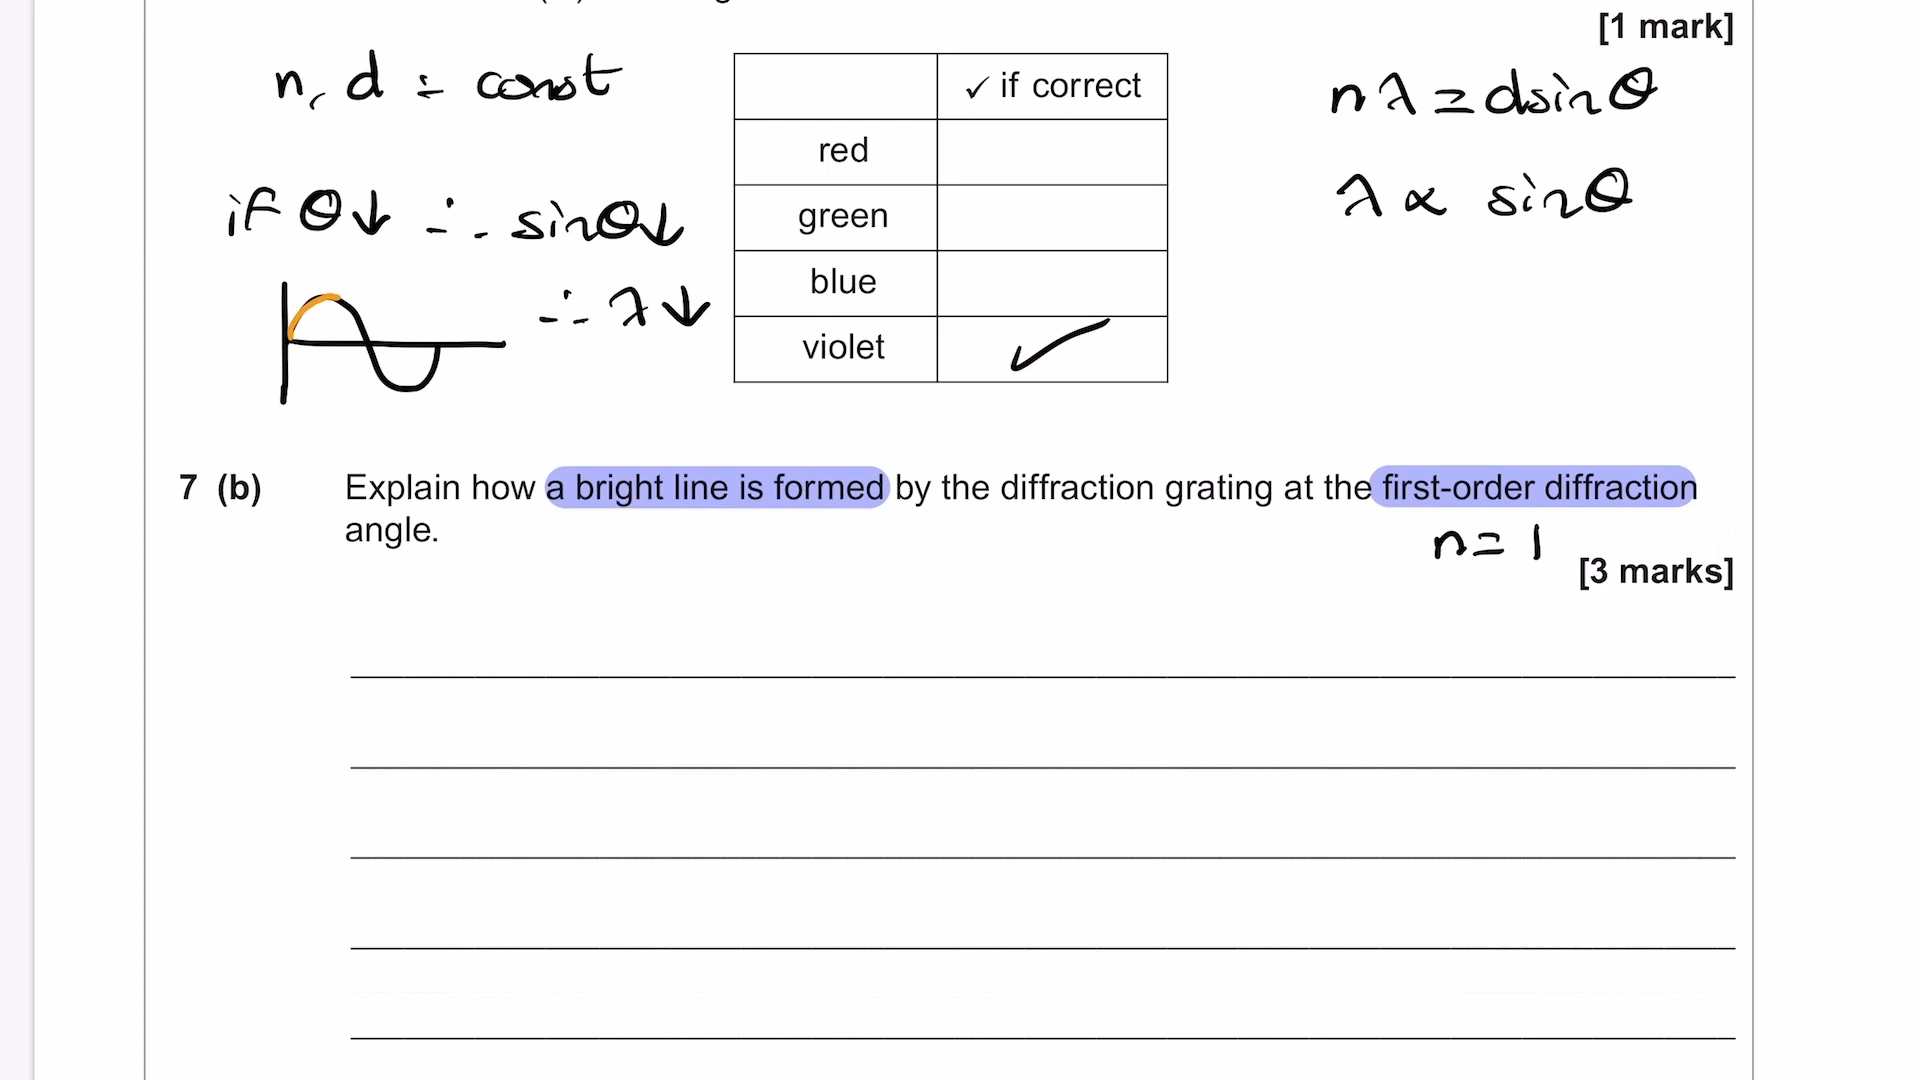 [1 mark]
n, d = const
nλ = dsinθ
✓ if correct
red
λ ∝ sinθ
if θ↓ ∴ sinθ↓
green
blue
∴ λ↓
violet ✓
7 (b) Explain how a bright line is formed by the diffraction grating at the first-order diffraction
angle.
n = 1
[3 marks]